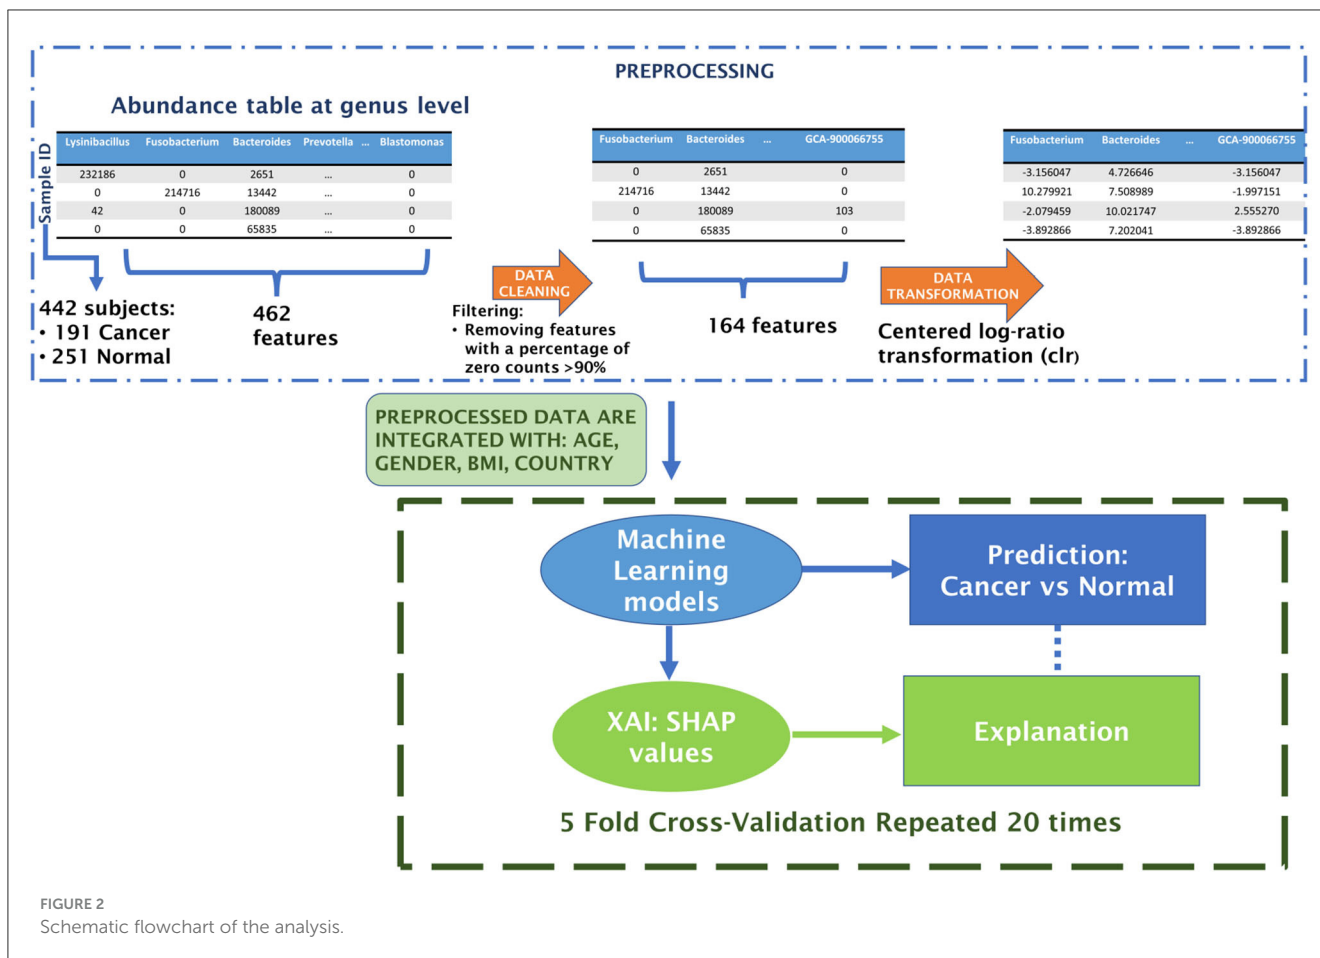 PREPROCESSING
Abundance table at genus level
Sample ID
Lysinibacillus Fusobacterium Bacteroides Prevotella ... Blastomonas
232186 0 2651 ... 0
0 214716 13442 ... 0
42 0 180089 ... 0
0 0 65835 ... 0
Fusobacterium Bacteroides ... GCA-900066755
0 2651 0
214716 13442 0
0 180089 103
0 65835 0
Fusobacterium Bacteroides ... GCA-900066755
-3.156047 4.726646 -3.156047
10.279921 7.508989 -1.997151
-2.079459 10.021747 2.555270
-3.892866 7.202041 -3.892866
442 subjects:
• 191 Cancer
• 251 Normal
462
features
DATA
CLEANING
Filtering:
• Removing features
with a percentage of
zero counts >90%
164 features
DATA
TRANSFORMATION
Centered log-ratio
transformation (clr)
PREPROCESSED DATA ARE
INTEGRATED WITH: AGE,
GENDER, BMI, COUNTRY
Machine
Learning
models
Prediction:
Cancer vs Normal
XAI: SHAP
values
Explanation
5 Fold Cross-Validation Repeated 20 times
FIGURE 2
Schematic flowchart of the analysis.